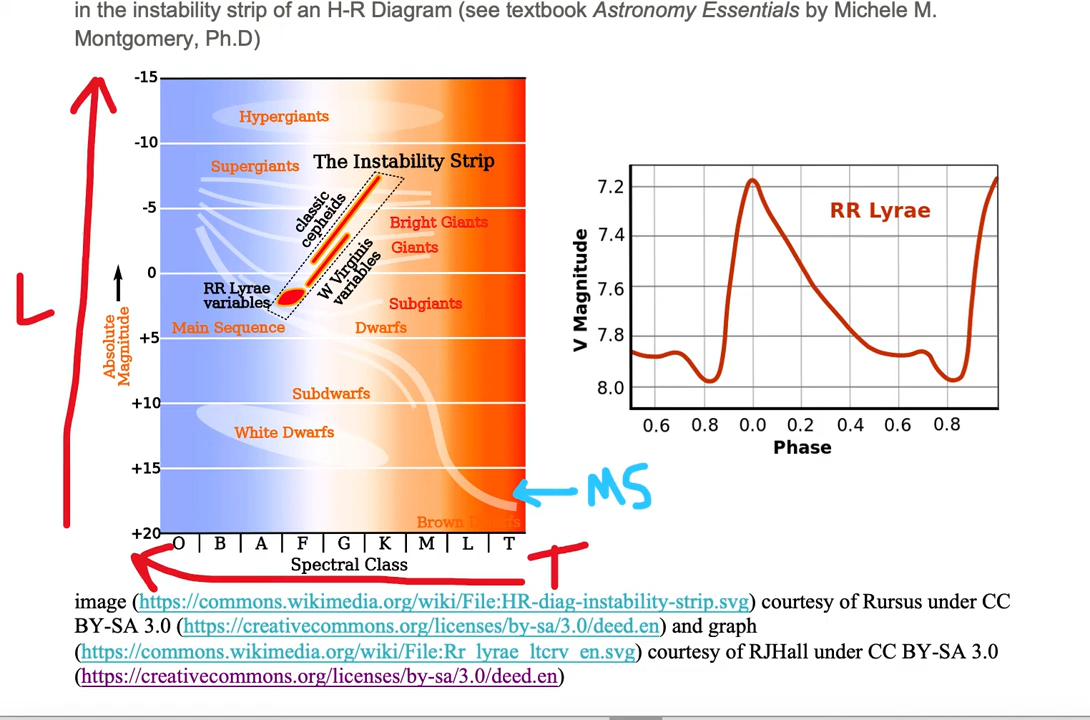 in the instability strip of an H-R Diagram (see textbook Astronomy Essentials by Michele M.
Montgomery, Ph.D)
-15
-10
-5
0
+5
+10
+15
+20
Absolute
Magnitude
L
Hypergiants
Supergiants
The Instability Strip
classic
cepheids
Bright Giants
Giants
W Virginis
variables
RR Lyrae
variables
Subgiants
Main Sequence
Dwarfs
Subdwarfs
White Dwarfs
MS
Brown Dwarfs
O | B | A | F | G | K | M | L | T
Spectral Class
T
RR Lyrae
V Magnitude
7.2
7.4
7.6
7.8
8.0
0.6 0.8 0.0 0.2 0.4 0.6 0.8
Phase
image (https://commons.wikimedia.org/wiki/File:HR-diag-instability-strip.svg) courtesy of Rursus under CC
BY-SA 3.0 (https://creativecommons.org/licenses/by-sa/3.0/deed.en) and graph
(https://commons.wikimedia.org/wiki/File:Rr_lyrae_ltcrv_en.svg) courtesy of RJHall under CC BY-SA 3.0
(https://creativecommons.org/licenses/by-sa/3.0/deed.en)